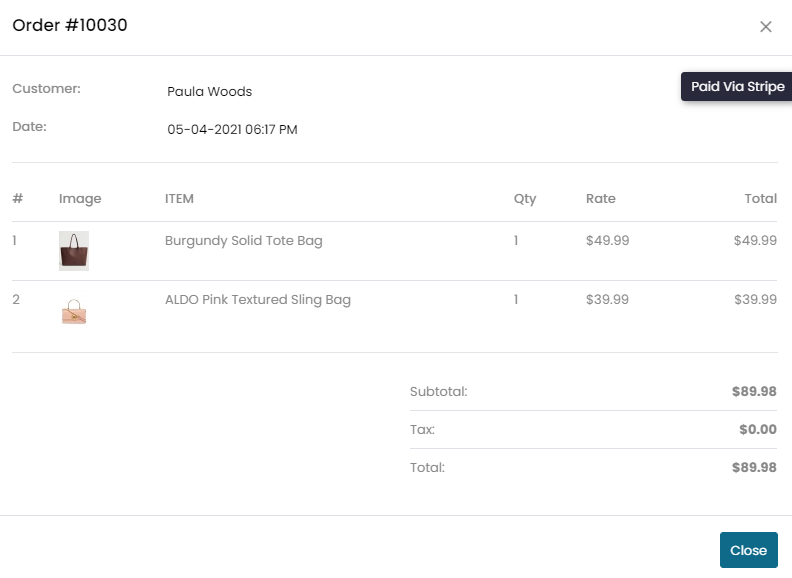 Order #10030
Customer: Paula Woods
Paid Via Stripe
Date: 05-04-2021 06:17 PM
# Image ITEM Qty Rate Total
1 Burgundy Solid Tote Bag 1 $49.99 $49.99
2 ALDO Pink Textured Sling Bag 1 $39.99 $39.99
Subtotal: $89.98
Tax: $0.00
Total: $89.98
Close